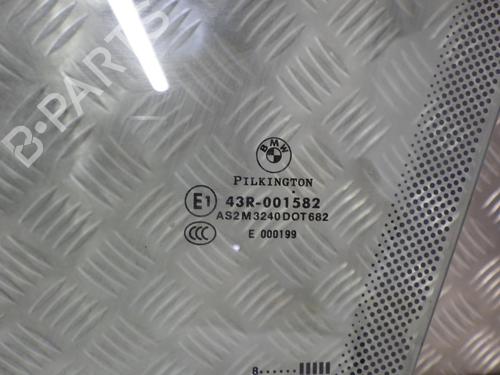 B-PARTS
BMW
PILKINGTON
E1 43R-001582
AS2M3240DOT682
CCC E 000199
8